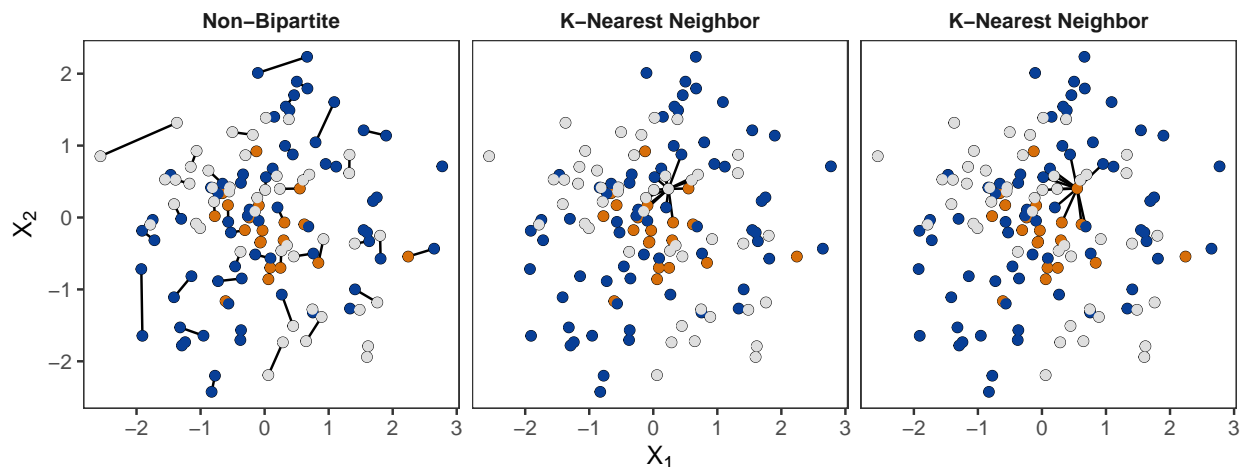 Non−Bipartite K−Nearest Neighbor K−Nearest Neighbor
2
1
0
−1
−2
X2
−2 −1 0 1 2 3 −2 −1 0 1 2 3 −2 −1 0 1 2 3
X1